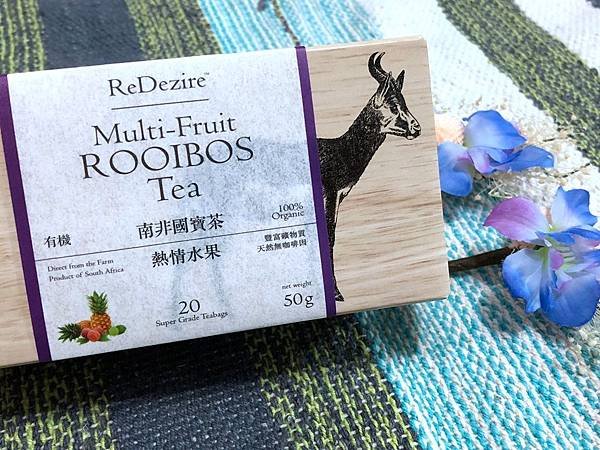 ReDezire™
Multi-Fruit
ROOIBOS
Tea
有機
南非國寶茶
100%
Organic
Direct from the Farm
Product of South Africa
熱情水果
豐富礦物質
天然無咖啡因
20
Super Grade Teabags
net weight
50g